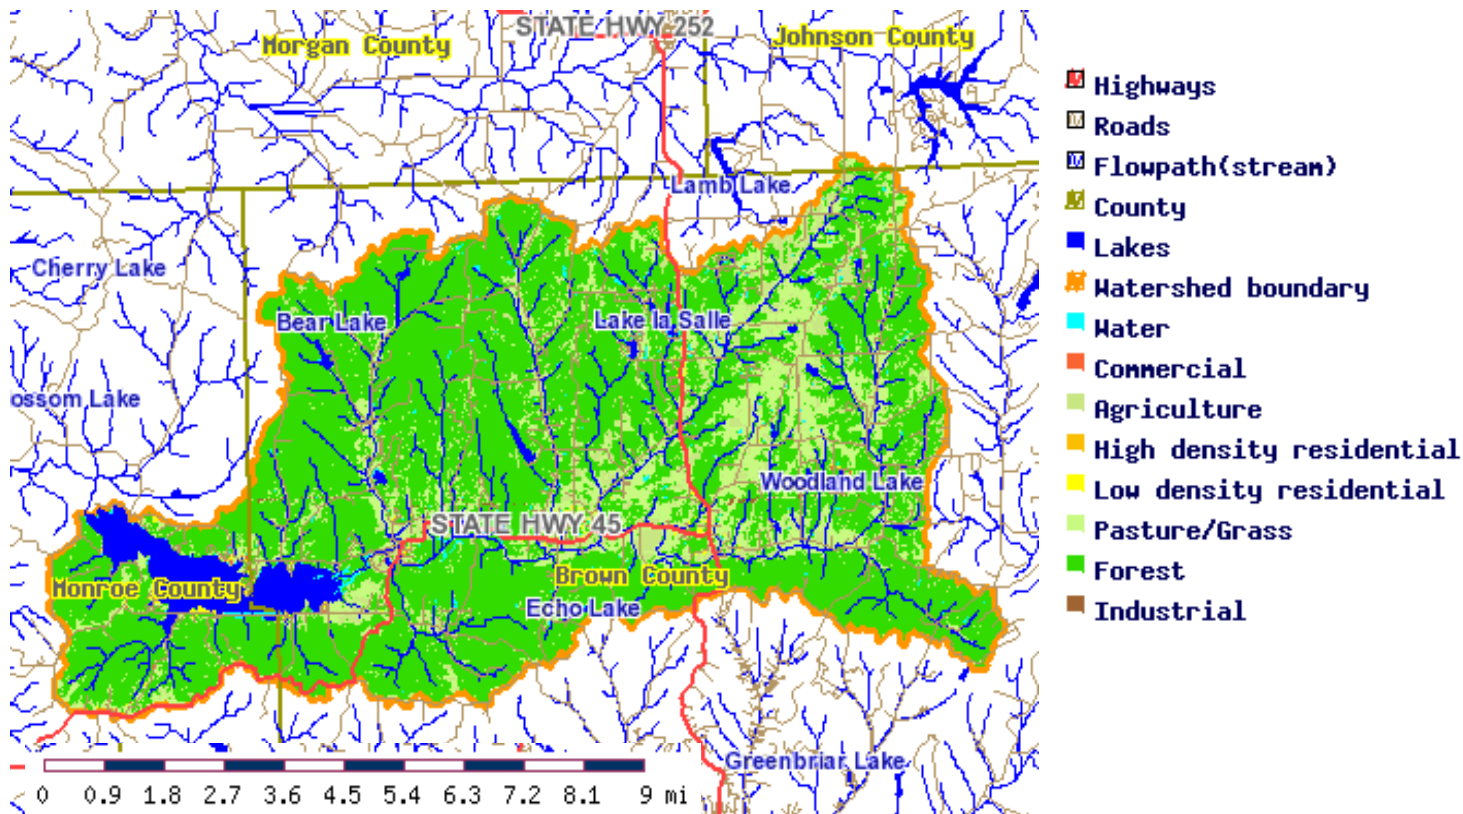 STATE HWY 252
Morgan County
Johnson County
Lamb Lake
Cherry Lake
Bear Lake
Lake la Salle
ossom Lake
Woodland Lake
STATE HWY 45
Monroe County
Brown County
Echo Lake
Greenbriar Lake
0 0.9 1.8 2.7 3.6 4.5 5.4 6.3 7.2 8.1 9 mi
Highways
Roads
Flowpath(stream)
County
Lakes
Watershed boundary
Water
Commercial
Agriculture
High density residential
Low density residential
Pasture/Grass
Forest
Industrial